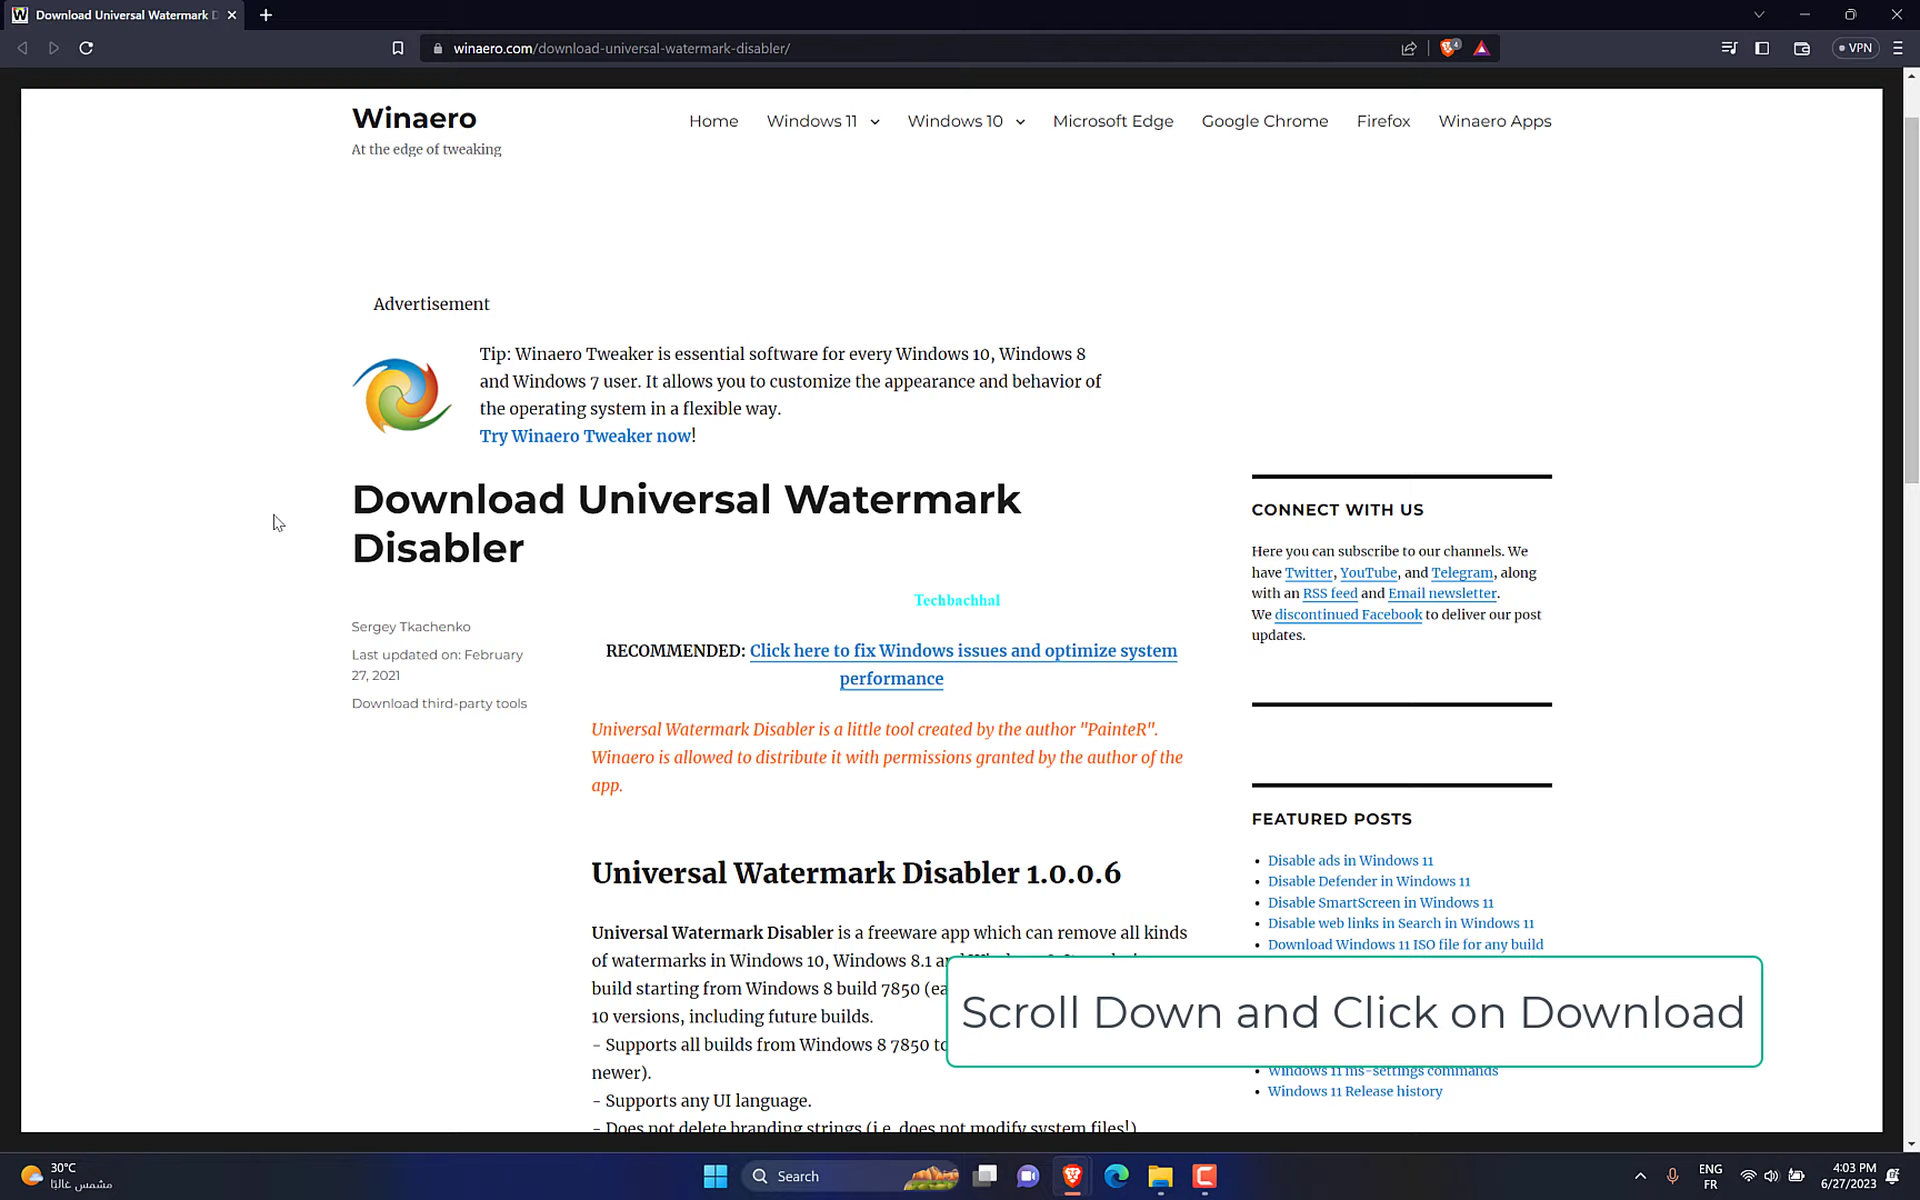 Download Universal Watermark D
winaero.com/download-universal-watermark-disabler/
4
VPN
Winaero
At the edge of tweaking
Home
Windows 11
Windows 10
Microsoft Edge
Google Chrome
Firefox
Winaero Apps
Advertisement
Tip: Winaero Tweaker is essential software for every Windows 10, Windows 8
and Windows 7 user. It allows you to customize the appearance and behavior of
the operating system in a flexible way.
Try Winaero Tweaker now!
Download Universal Watermark
Disabler
Sergey Tkachenko
Last updated on: February
27, 2021
Download third-party tools
Techbachhal
RECOMMENDED: Click here to fix Windows issues and optimize system
performance
Universal Watermark Disabler is a little tool created by the author "PainteR".
Winaero is allowed to distribute it with permissions granted by the author of the
app.
Universal Watermark Disabler 1.0.0.6
Universal Watermark Disabler is a freeware app which can remove all kinds
of watermarks in Windows 10, Windows 8.1 a
build starting from Windows 8 build 7850 (ea
10 versions, including future builds.
- Supports all builds from Windows 8 7850 to
newer).
- Supports any UI language.
- Does not delete branding strings (i.e. does not modify system files!)
CONNECT WITH US
Here you can subscribe to our channels. We
have Twitter, YouTube, and Telegram, along
with an RSS feed and Email newsletter.
We discontinued Facebook to deliver our post
updates.
FEATURED POSTS
• Disable ads in Windows 11
• Disable Defender in Windows 11
• Disable SmartScreen in Windows 11
• Disable web links in Search in Windows 11
• Download Windows 11 ISO file for any build
Scroll Down and Click on Download
• Windows 11 ms-settings commands
• Windows 11 Release history
30°C
مشمس غالبًا
Search
ENG
FR
4:03 PM
6/27/2023